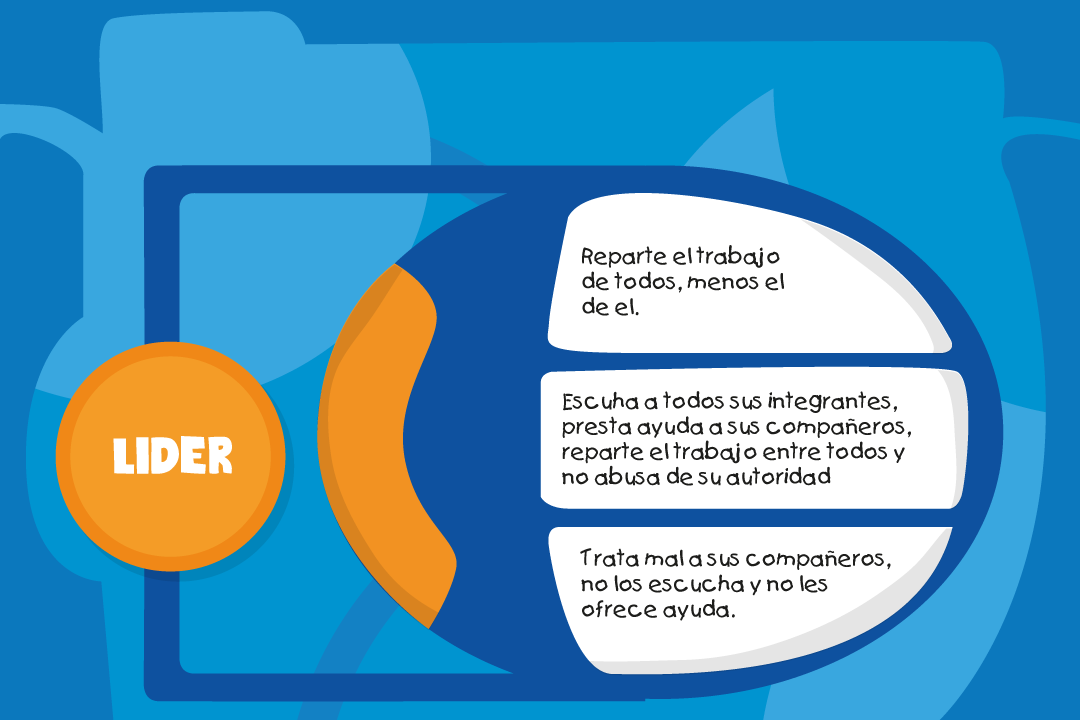 Reparte el trabajo
de todos, menos el
de el.
Escuha a todos sus integrantes,
presta ayuda a sus compañeros,
reparte el trabajo entre todos y
no abusa de su autoridad
LIDER
Trata mal a sus compañeros,
no los escucha y no les
ofrece ayuda.